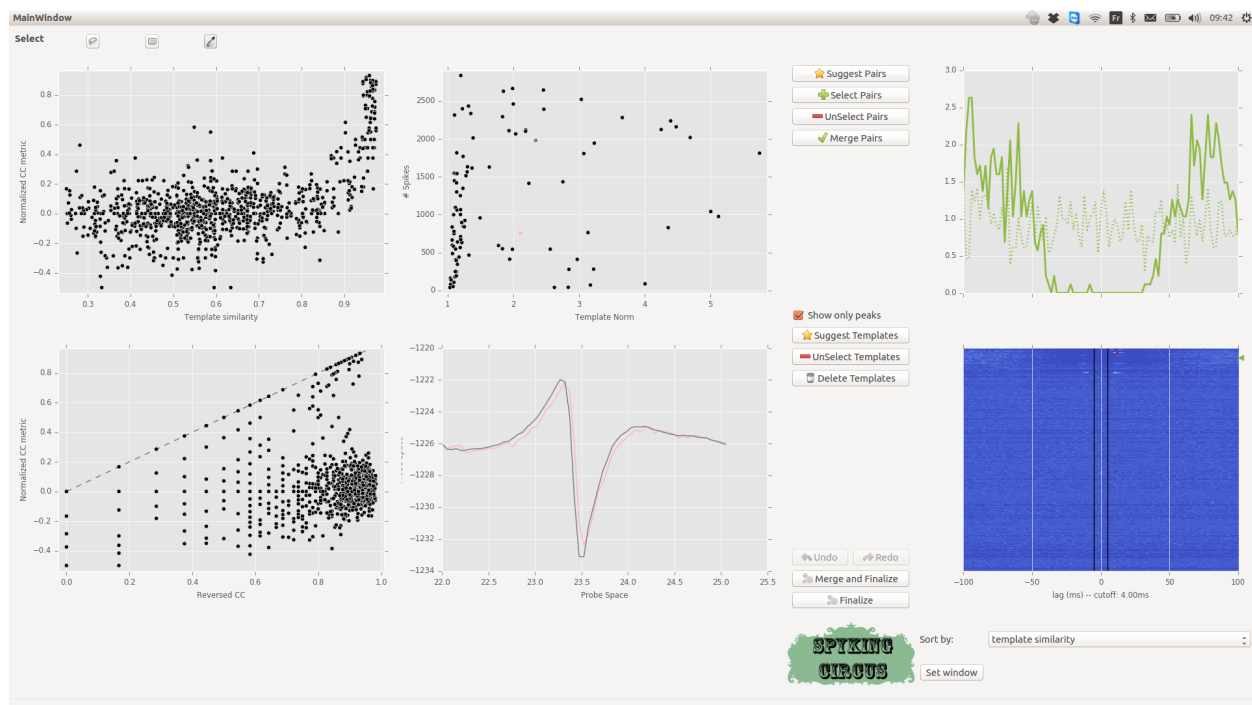 MainWindow
Fr
09:42
Select
0.8
0.6
0.4
0.2
0.0
−0.2
−0.4
Normalized CC metric
0.3 0.4 0.5 0.6 0.7 0.8 0.9
Template similarity
2500
2000
1500
1000
500
0
# Spikes
1 2 3 4 5
Template Norm
Suggest Pairs
Select Pairs
UnSelect Pairs
Merge Pairs
3.0
2.5
2.0
1.5
1.0
0.5
0.0
Show only peaks
Suggest Templates
UnSelect Templates
Delete Templates
0.8
0.6
0.4
0.2
0.0
−0.2
−0.4
Normalized CC metric
0.0 0.2 0.4 0.6 0.8 1.0
Reversed CC
−1220
−1222
−1224
−1226
−1228
−1230
−1232
−1234
22.0 22.5 23.0 23.5 24.0 24.5 25.0 25.5
Probe Space
Undo Redo
Merge and Finalize
Finalize
−100 −50 0 50 100
lag (ms) -- cutoff: 4.00ms
SPYKING
CIRCUS
Sort by: template similarity
Set window